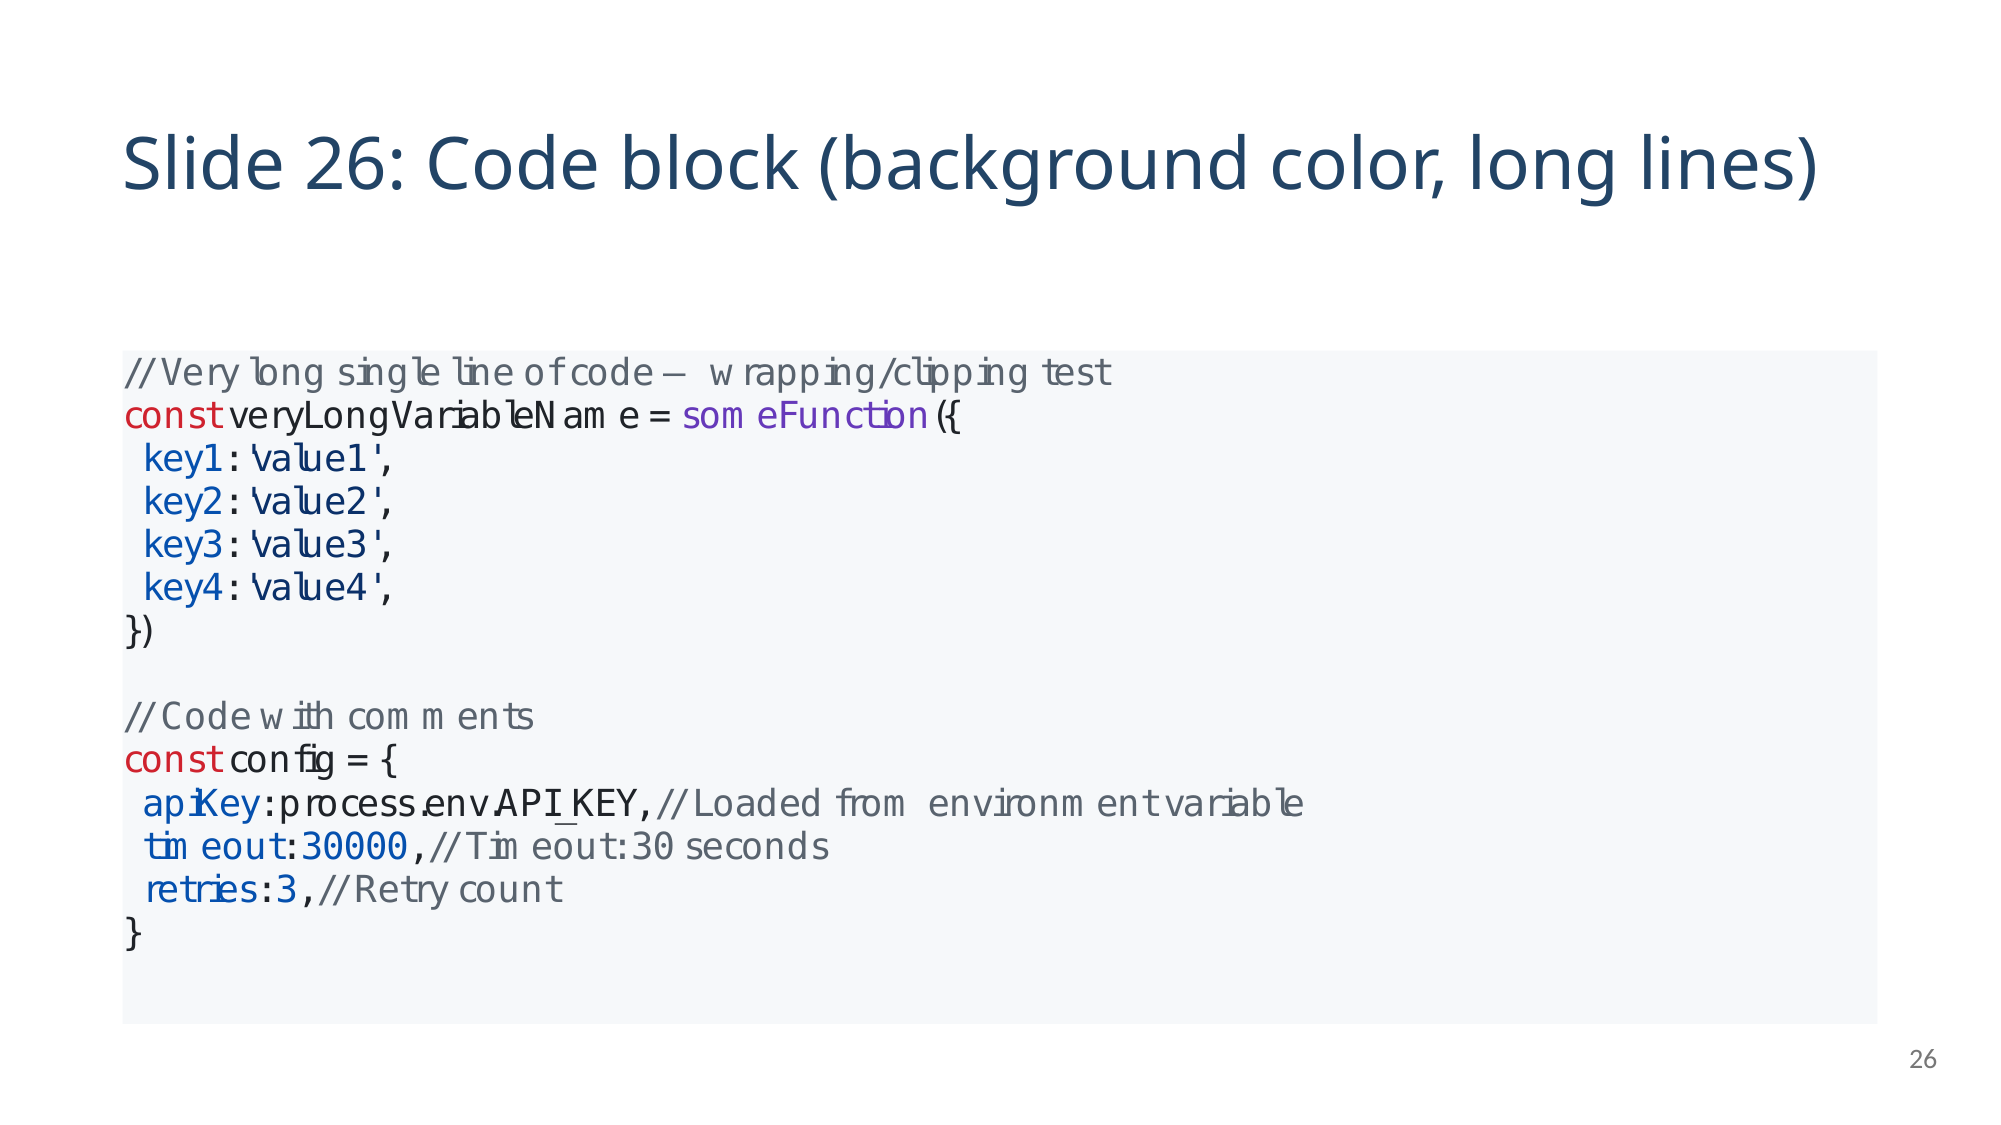 Slide 26: Code block (background color, long lines)
// Very long single line of code — wrapping/clipping test
const veryLongVariableName = someFunction({
  key1: 'value1',
  key2: 'value2',
  key3: 'value3',
  key4: 'value4',
})
// Code with comments
const config = {
  apiKey: process.env.API_KEY, // Loaded from environment variable
  timeout: 30000, // Timeout: 30 seconds
  retries: 3, // Retry count
}
26